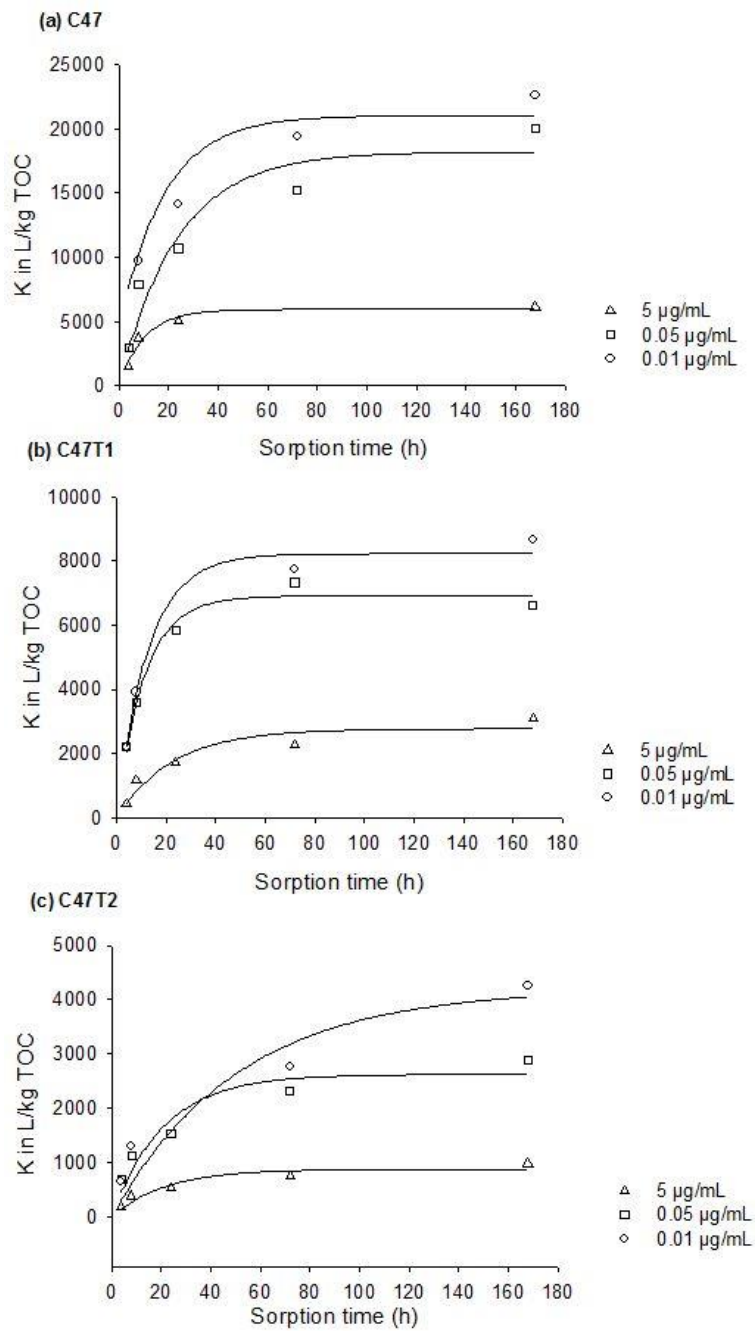 (a) C47
25000
20000
15000
10000
5000
0
K in L/kg TOC
0 20 40 60 80 100 120 140 160 180
Sorption time (h)
5 µg/mL
0.05 µg/mL
0.01 µg/mL
(b) C47T1
10000
8000
6000
4000
2000
0
K in L/kg TOC
0 20 40 60 80 100 120 140 160 180
Sorption time (h)
5 µg/mL
0.05 µg/mL
0.01 µg/mL
(c) C47T2
5000
4000
3000
2000
1000
0
K in L/kg TOC
0 20 40 60 80 100 120 140 160 180
Sorption time (h)
5 µg/mL
0.05 µg/mL
0.01 µg/mL